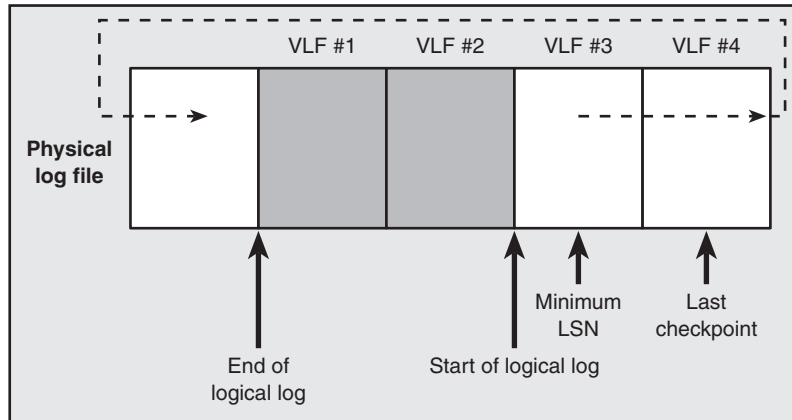 VLF #1
VLF #2
VLF #3
VLF #4
Physical
log file
Minimum
LSN
Last
checkpoint
End of
logical log
Start of logical log